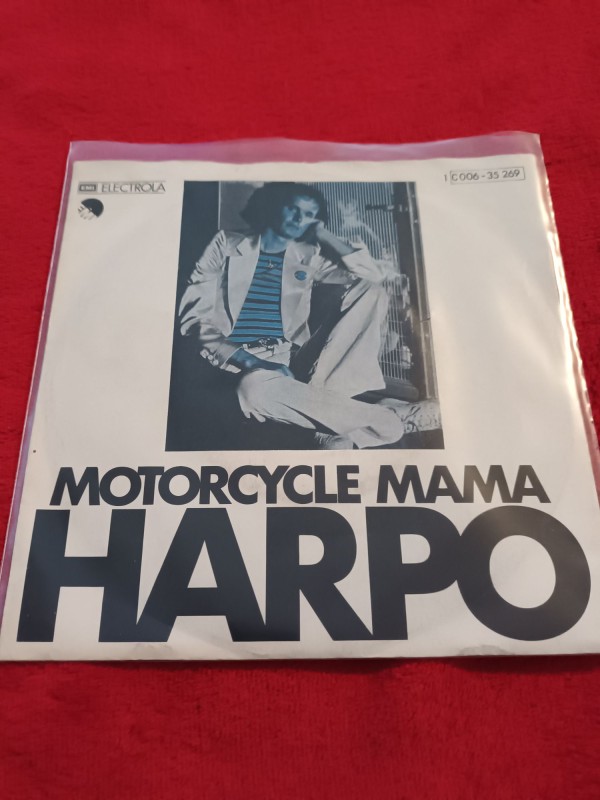 EMI ELECTROLA
1 C 006-35 269
MOTORCYCLE MAMA
HARPO